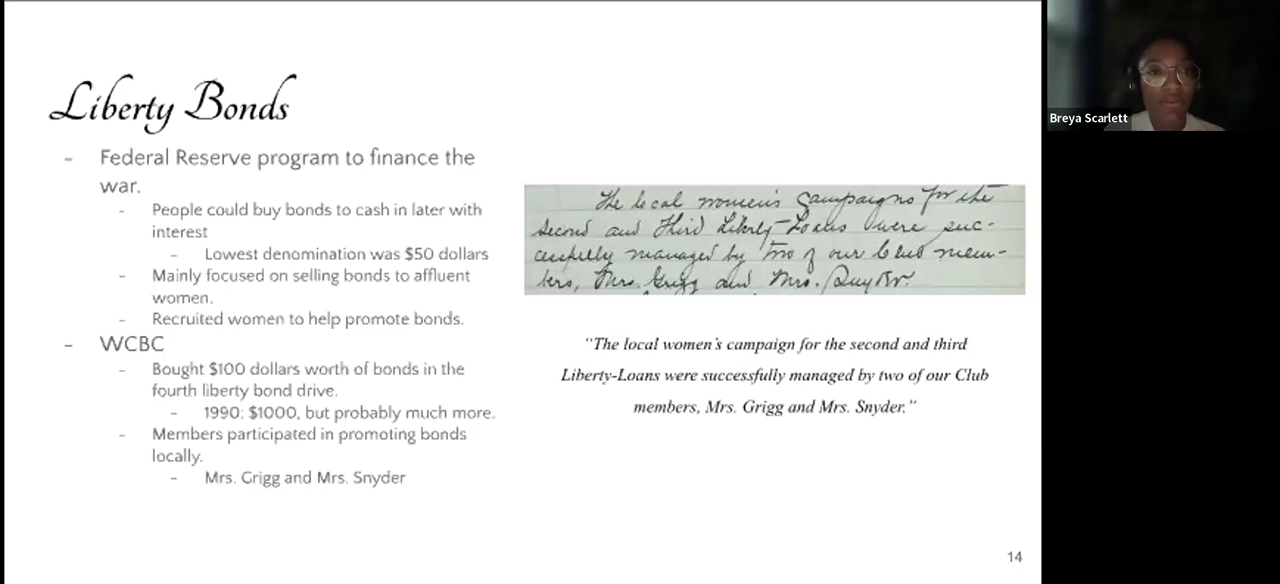 Liberty Bonds
- Federal Reserve program to finance the
war.
- People could buy bonds to cash in later with
interest
- Lowest denomination was $50 dollars
- Mainly focused on selling bonds to affluent
women.
- Recruited women to help promote bonds.
- WCBC
- Bought $100 dollars worth of bonds in the
fourth liberty bond drive.
- 1990: $1000, but probably much more.
- Members participated in promoting bonds
locally.
- Mrs. Grigg and Mrs. Snyder
The local women's campaigns for the
second and third Liberty-Loans were suc-
cessfully managed by two of our Club mem-
bers, Mrs. Grigg and Mrs. Snyder.
"The local women's campaign for the second and third
Liberty-Loans were successfully managed by two of our Club
members, Mrs. Grigg and Mrs. Snyder."
14
Breya Scarlett